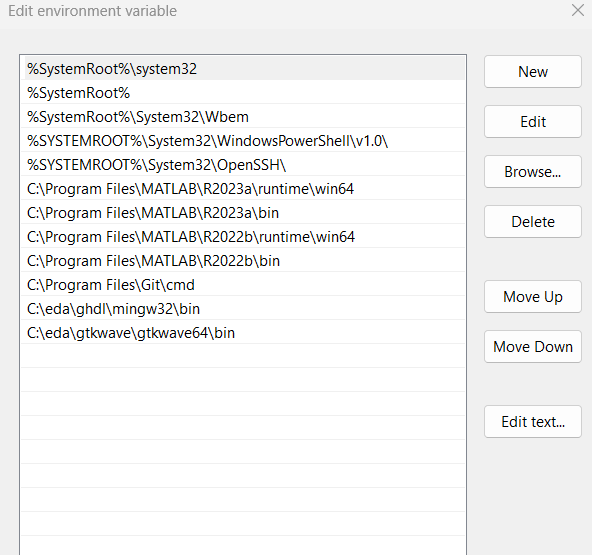 Edit environment variable
%SystemRoot%\system32
%SystemRoot%
%SystemRoot%\System32\Wbem
%SYSTEMROOT%\System32\WindowsPowerShell\v1.0\
%SYSTEMROOT%\System32\OpenSSH\
C:\Program Files\MATLAB\R2023a\runtime\win64
C:\Program Files\MATLAB\R2023a\bin
C:\Program Files\MATLAB\R2022b\runtime\win64
C:\Program Files\MATLAB\R2022b\bin
C:\Program Files\Git\cmd
C:\eda\ghdl\mingw32\bin
C:\eda\gtkwave\gtkwave64\bin
New
Edit
Browse...
Delete
Move Up
Move Down
Edit text...